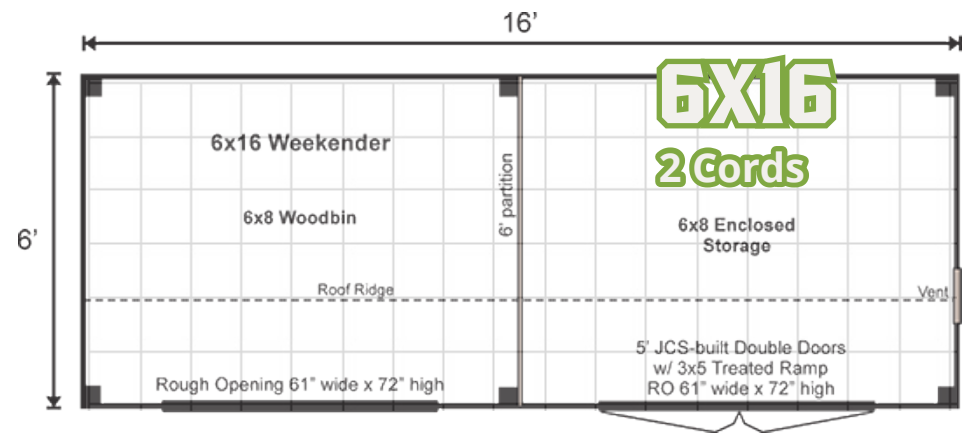 16’
6X16
2 Cords
6’
6x16 Weekender
6x8 Woodbin
6’ partition
6x8 Enclosed
Storage
Roof Ridge
Vent
Rough Opening 61” wide x 72” high
5’ JCS-built Double Doors
w/ 3x5 Treated Ramp
RO 61” wide x 72” high